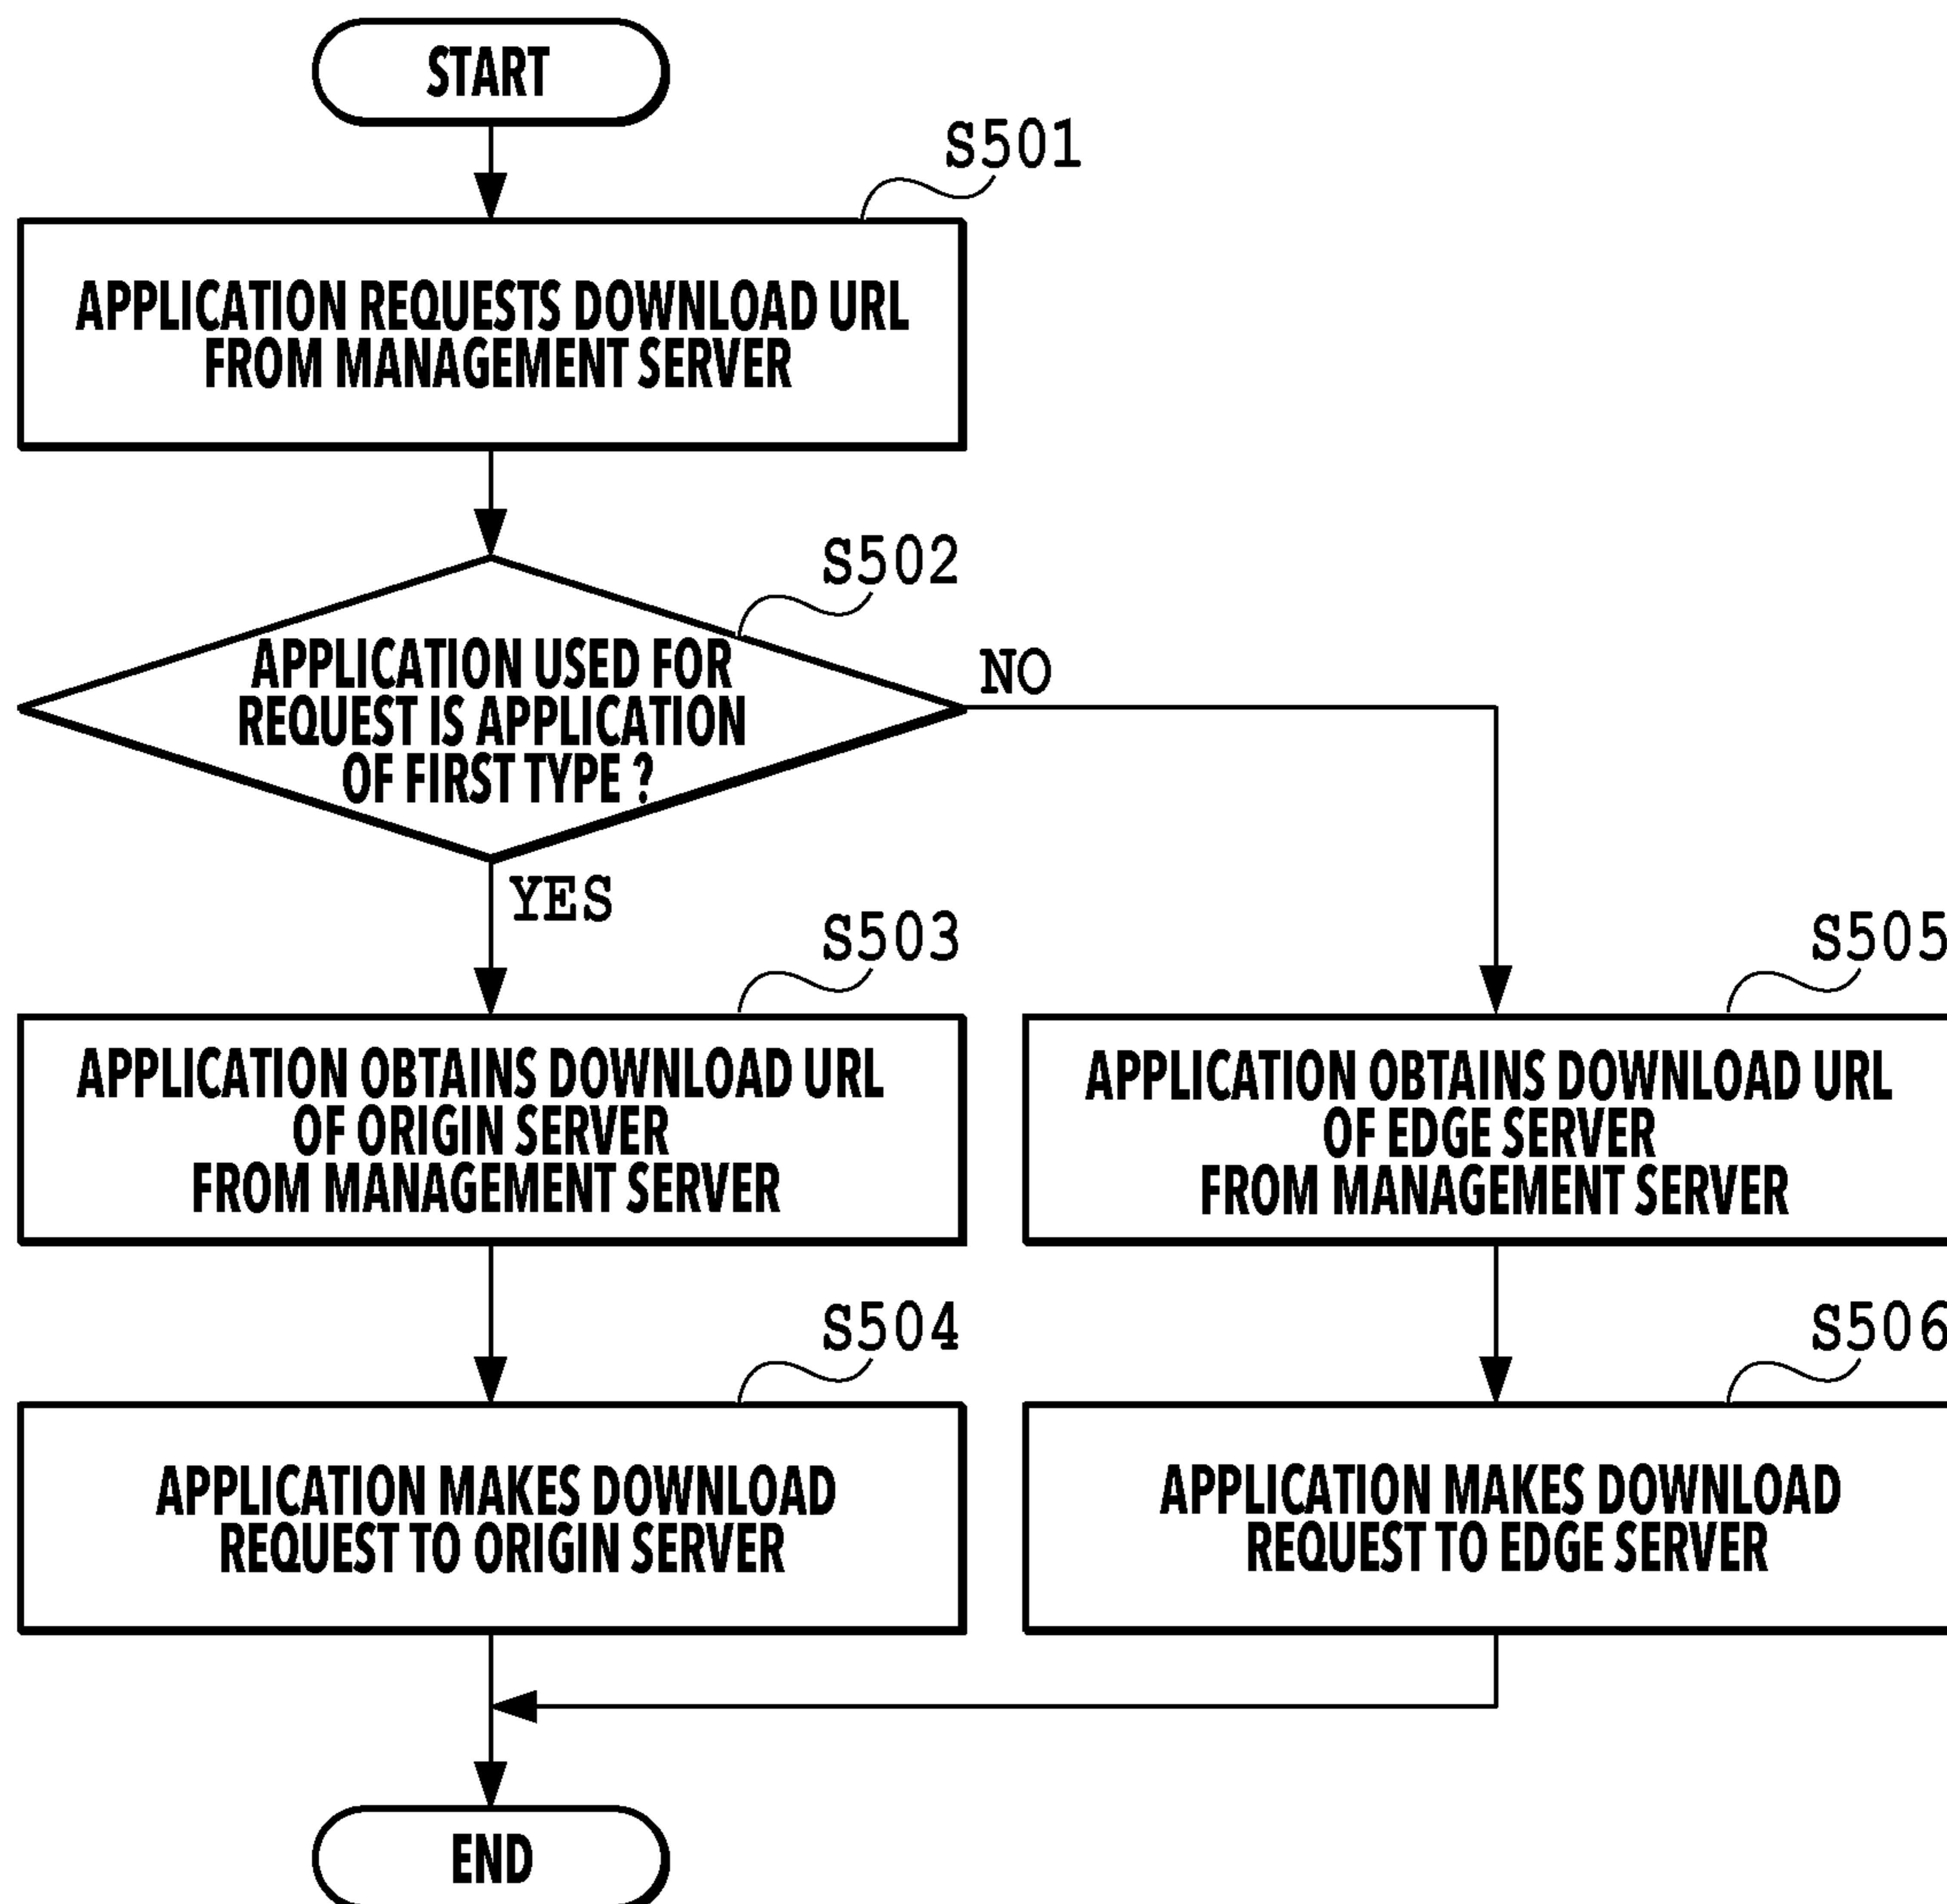 START
S501
APPLICATION REQUESTS DOWNLOAD URL
FROM MANAGEMENT SERVER
S502
APPLICATION USED FOR
REQUEST IS APPLICATION
OF FIRST TYPE ?
NO
YES
S503
APPLICATION OBTAINS DOWNLOAD URL
OF ORIGIN SERVER
FROM MANAGEMENT SERVER
S505
APPLICATION OBTAINS DOWNLOAD URL
OF EDGE SERVER
FROM MANAGEMENT SERVER
S504
APPLICATION MAKES DOWNLOAD
REQUEST TO ORIGIN SERVER
S506
APPLICATION MAKES DOWNLOAD
REQUEST TO EDGE SERVER
END